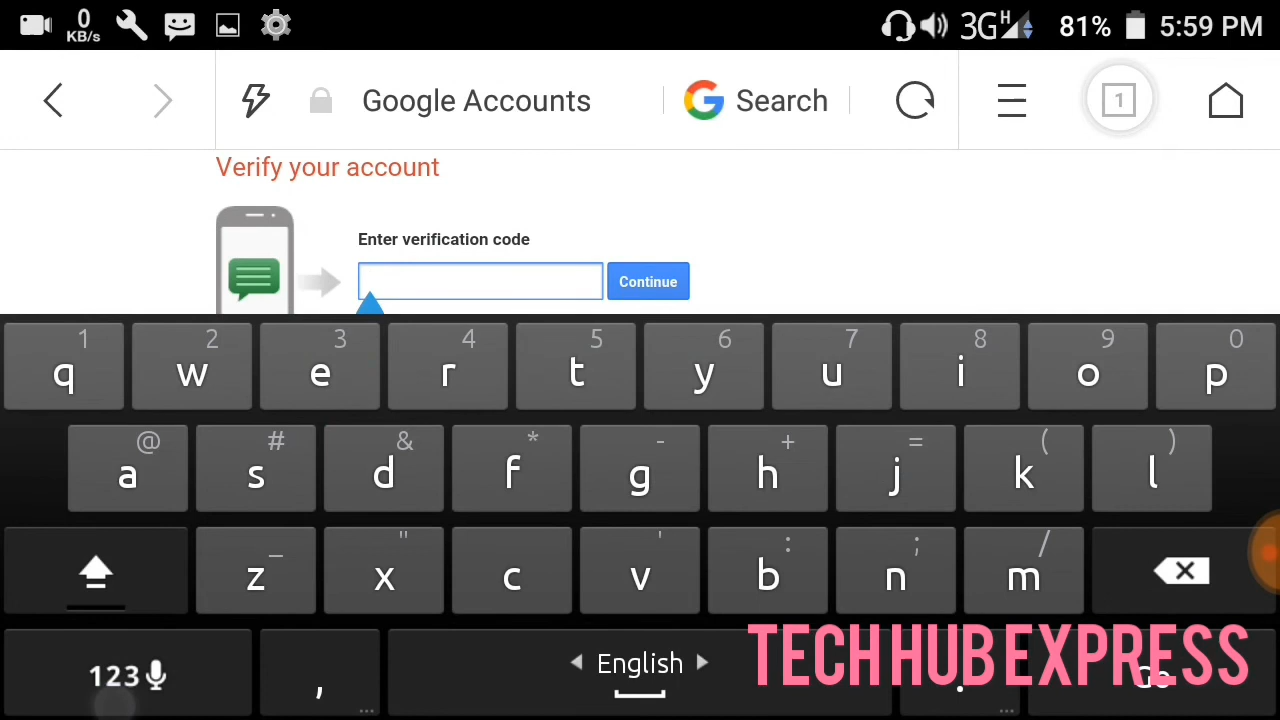 0
KB/s
3G H 81% 5:59 PM
1 Google Accounts Search
Verify your account
Enter verification code
Continue
1 2 3 4 5 6 7 8 9 0
q w e r t y u i o p
@ # & * - + = ( )
a s d f g h j k l
_ " ' : ; /
z x c v b n m
123 , English . Go
TECH HUB EXPRESS